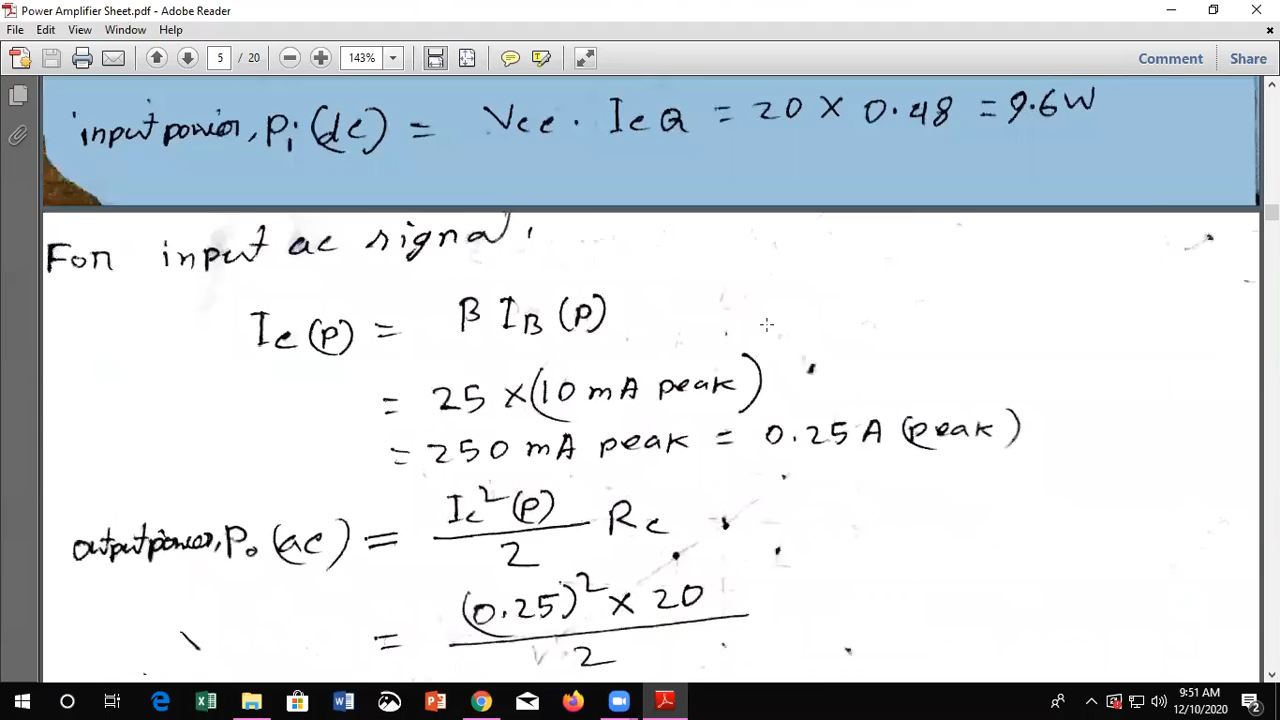 Power Amplifier Sheet.pdf - Adobe Reader
File Edit View Window Help
5 / 20 143% Comment Share
input power, Pi (dc) = Vcc . IcQ = 20 × 0.48 = 9.6W
For input ac signal,
Ic (p) = β IB (p)
= 25 × (10 mA peak)
= 250 mA peak = 0.25 A (peak)
output power, Po (ac) = Ic²(p) / 2 Rc
= (0.25)² × 20 / 2
9:51 AM
12/10/2020
2